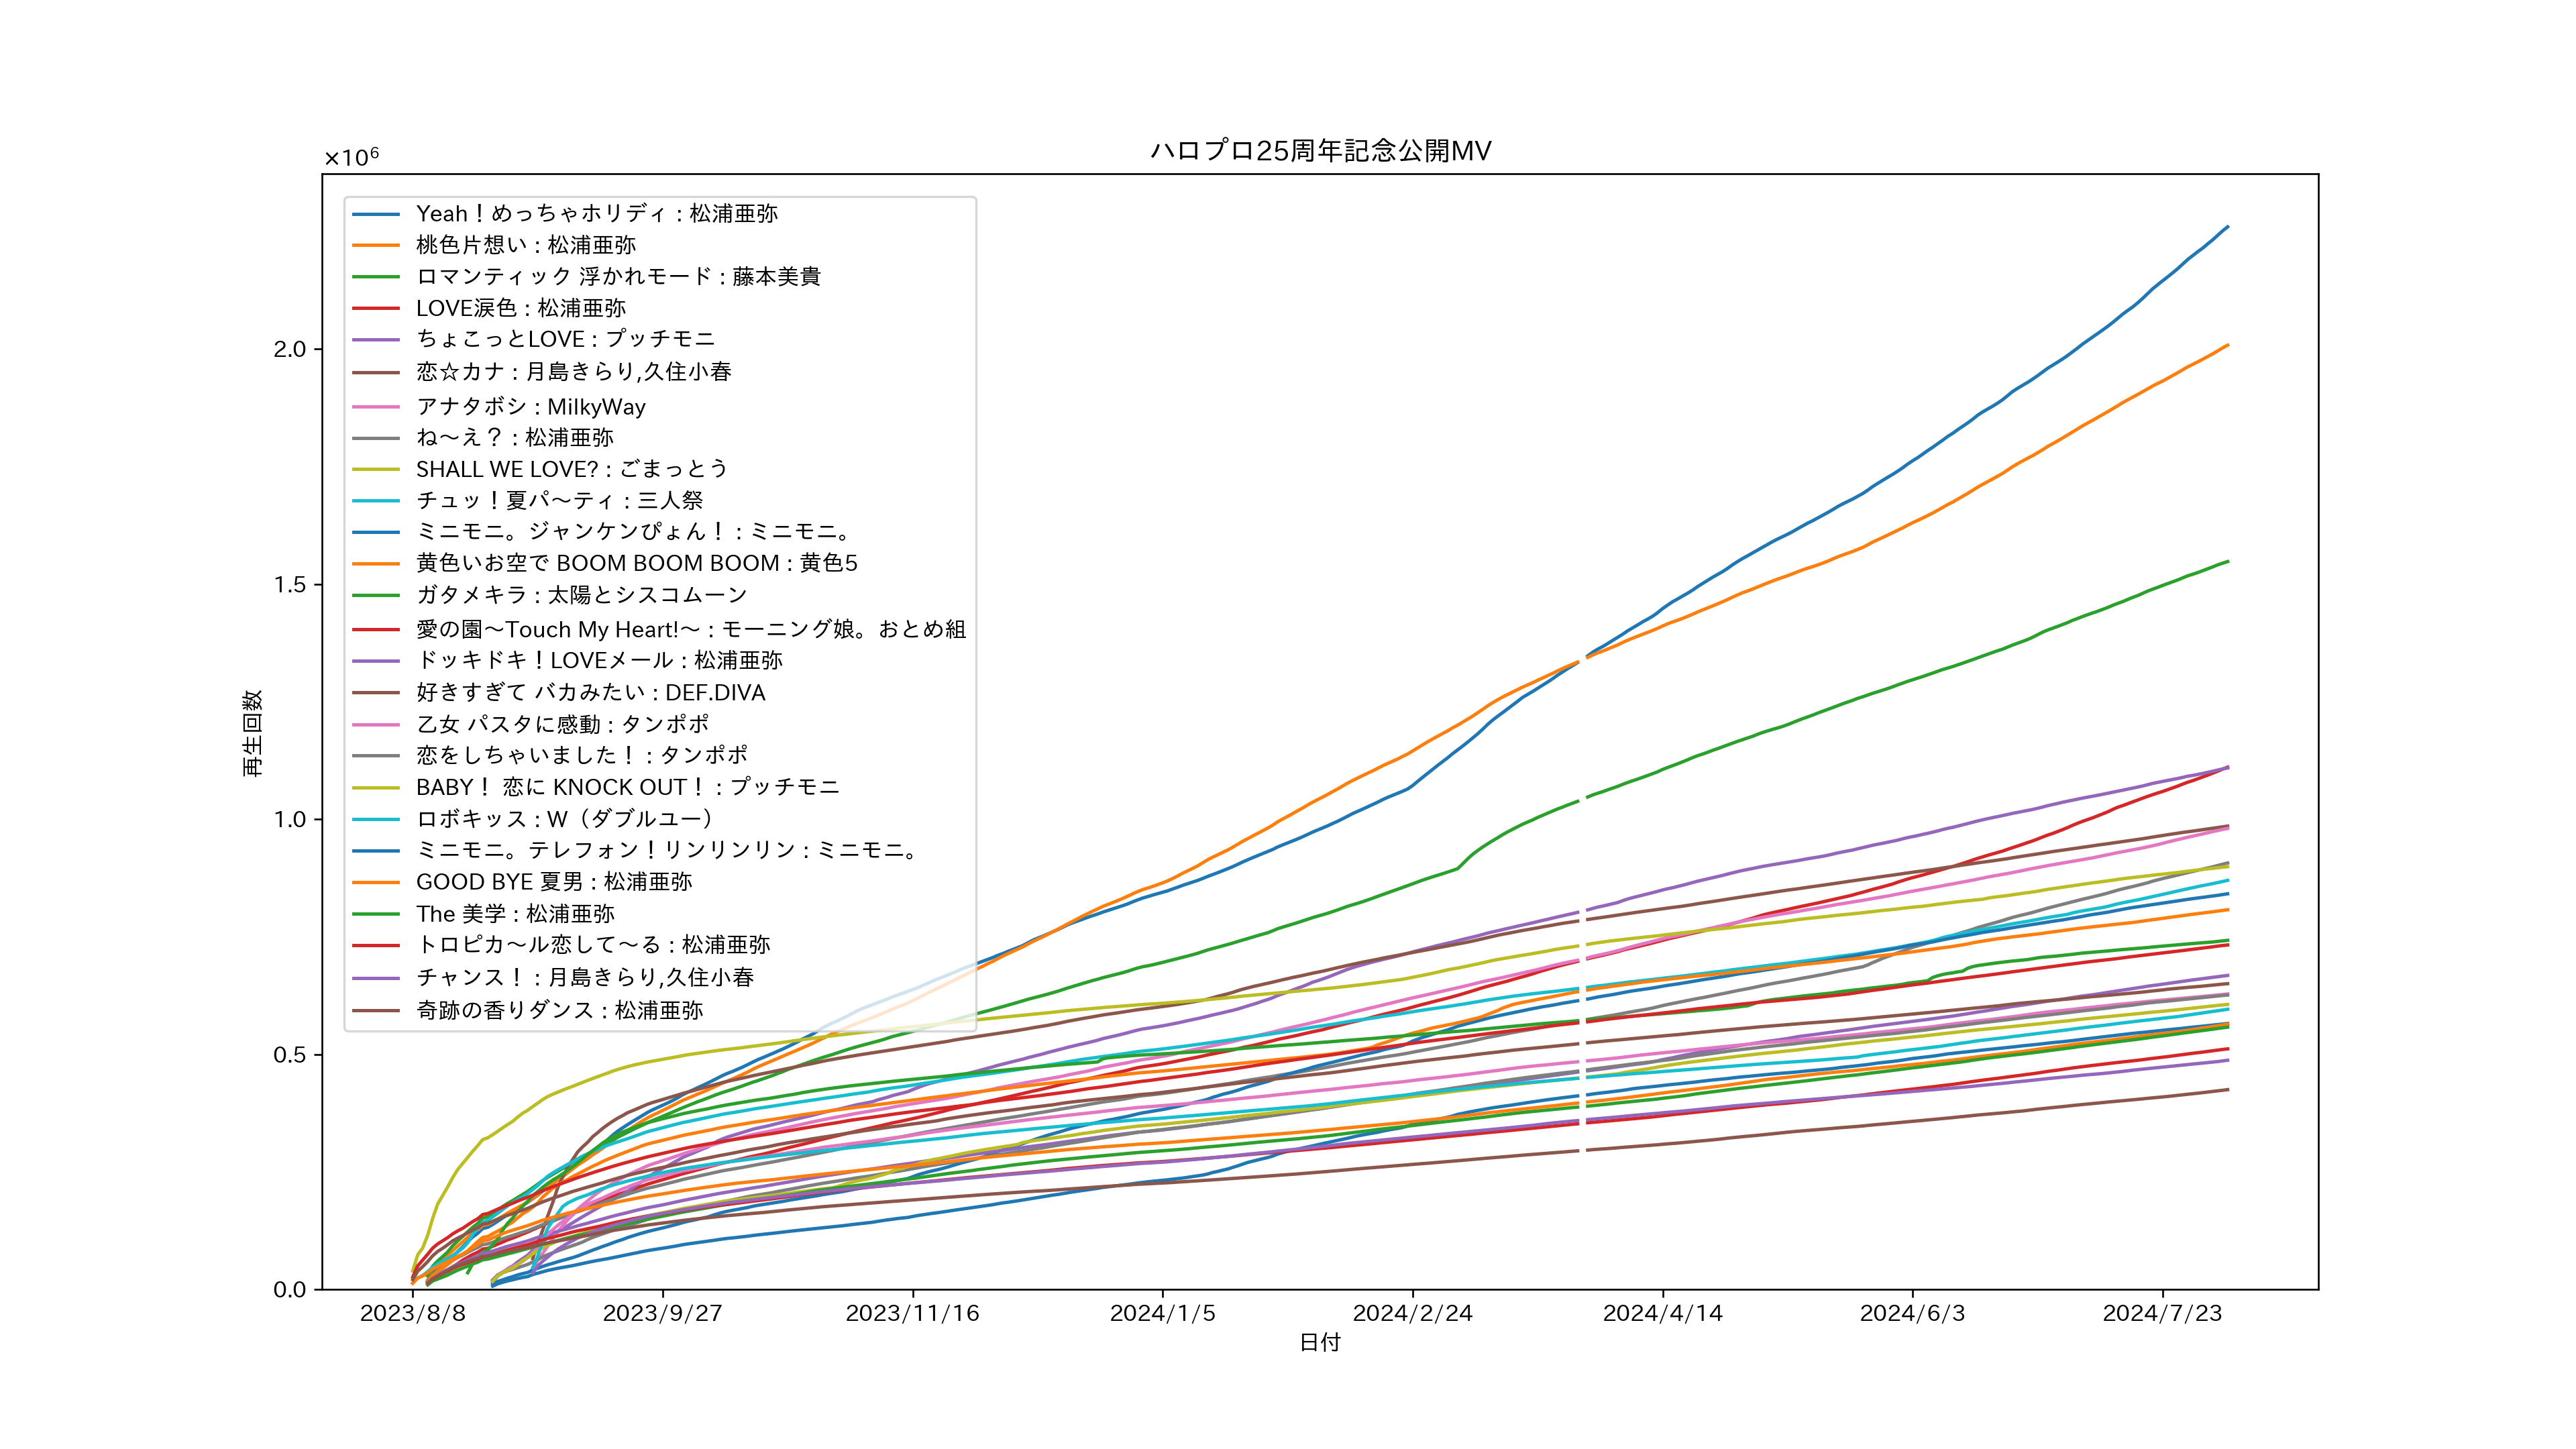 ハロプロ25周年記念公開MV
×10⁶
Yeah！めっちゃホリディ : 松浦亜弥
桃色片想い : 松浦亜弥
ロマンティック 浮かれモード : 藤本美貴
LOVE涙色 : 松浦亜弥
ちょこっとLOVE : プッチモニ
恋☆カナ : 月島きらり,久住小春
アナタボシ : MilkyWay
ね〜え？ : 松浦亜弥
SHALL WE LOVE? : ごまっとう
チュッ！夏パ〜ティ : 三人祭
ミニモニ。ジャンケンぴょん！ : ミニモニ。
黄色いお空で BOOM BOOM BOOM : 黄色5
ガタメキラ : 太陽とシスコムーン
愛の園〜Touch My Heart!〜 : モーニング娘。おとめ組
ドッキドキ！LOVEメール : 松浦亜弥
好きすぎて バカみたい : DEF.DIVA
乙女 パスタに感動 : タンポポ
恋をしちゃいました！ : タンポポ
BABY！ 恋に KNOCK OUT！ : プッチモニ
ロボキッス : W（ダブルユー）
ミニモニ。テレフォン！リンリンリン : ミニモニ。
GOOD BYE 夏男 : 松浦亜弥
The 美学 : 松浦亜弥
トロピカ〜ル恋して〜る : 松浦亜弥
チャンス！ : 月島きらり,久住小春
奇跡の香りダンス : 松浦亜弥
2.0
1.5
1.0
0.5
0.0
再生回数
2023/8/8
2023/9/27
2023/11/16
2024/1/5
2024/2/24
2024/4/14
2024/6/3
2024/7/23
日付